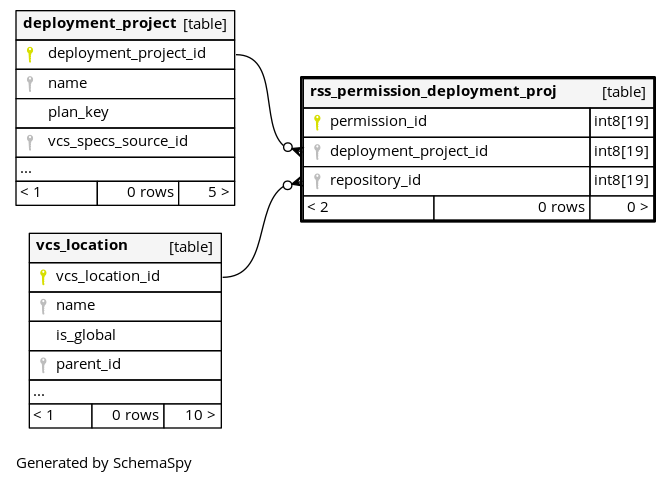 deployment_project [table]
deployment_project_id
name
plan_key
vcs_specs_source_id
...
< 1 0 rows 5 >
rss_permission_deployment_proj [table]
permission_id int8[19]
deployment_project_id int8[19]
repository_id int8[19]
< 2 0 rows 0 >
vcs_location [table]
vcs_location_id
name
is_global
parent_id
...
< 1 0 rows 10 >
Generated by SchemaSpy